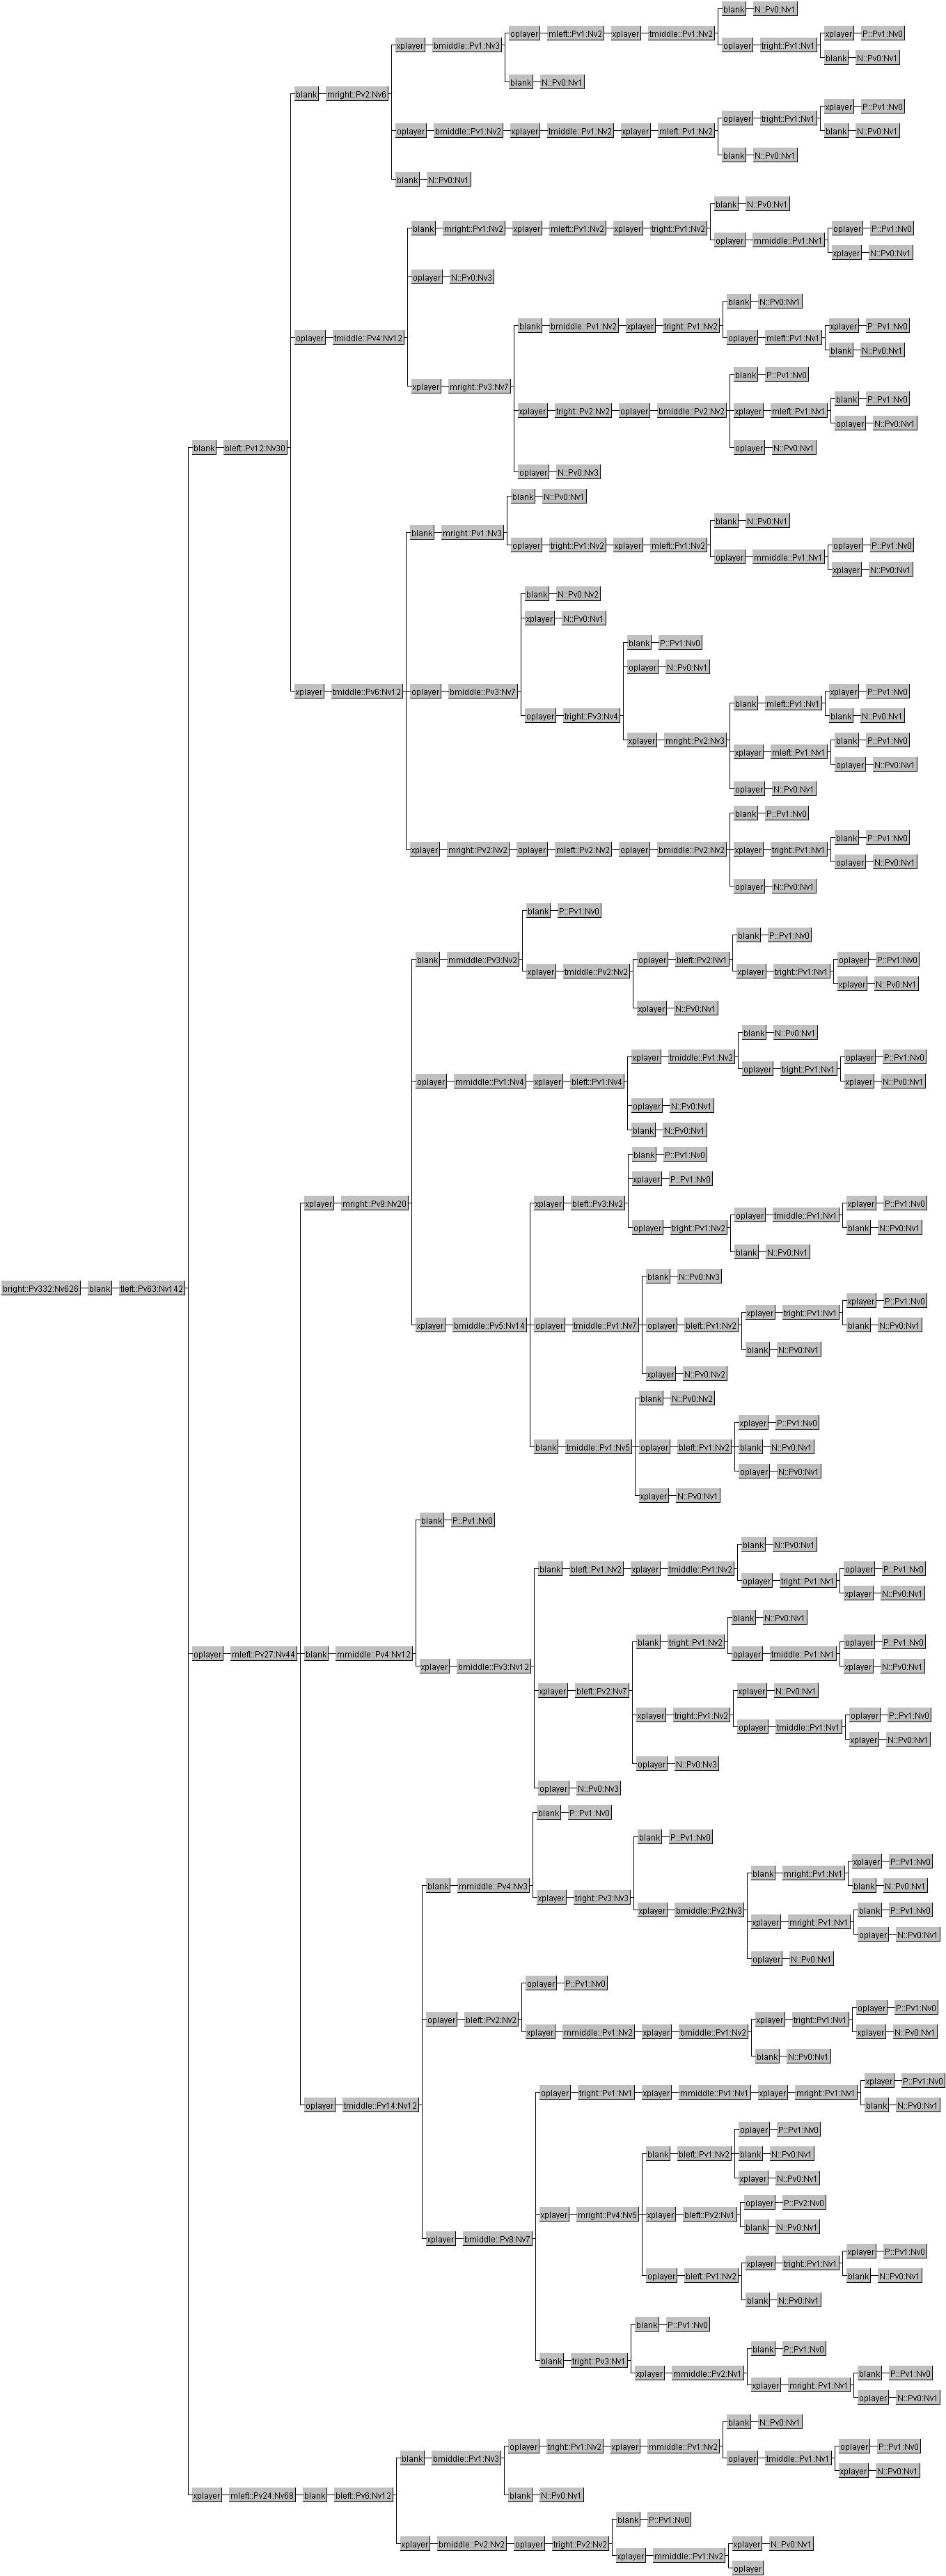 blank N::Pv0:Nv1
oplayer mleft::Pv1:Nv2 xplayer tmiddle::Pv1:Nv2 xplayer P::Pv1:Nv0
xplayer bmiddle::Pv1:Nv3 oplayer tright::Pv1:Nv1
blank N::Pv0:Nv1
blank N::Pv0:Nv1
blank mright::Pv2:Nv6
xplayer P::Pv1:Nv0
oplayer tright::Pv1:Nv1
oplayer bmiddle::Pv1:Nv2 xplayer tmiddle::Pv1:Nv2 xplayer mleft::Pv1:Nv2 blank N::Pv0:Nv1
blank N::Pv0:Nv1
blank N::Pv0:Nv1
blank N::Pv0:Nv1
blank mright::Pv1:Nv2 xplayer mleft::Pv1:Nv2 xplayer tright::Pv1:Nv2 oplayer P::Pv1:Nv0
oplayer mmiddle::Pv1:Nv1
xplayer N::Pv0:Nv1
oplayer N::Pv0:Nv3
blank N::Pv0:Nv1
blank bmiddle::Pv1:Nv2 xplayer tright::Pv1:Nv2 xplayer P::Pv1:Nv0
oplayer tmiddle::Pv4:Nv12 oplayer mleft::Pv1:Nv1
blank N::Pv0:Nv1
blank P::Pv1:Nv0
xplayer mright::Pv3:Nv7
blank P::Pv1:Nv0
xplayer tright::Pv2:Nv2 oplayer bmiddle::Pv2:Nv2 xplayer mleft::Pv1:Nv1
oplayer N::Pv0:Nv1
blank bleft::Pv12:Nv30 oplayer N::Pv0:Nv1
oplayer N::Pv0:Nv3
blank N::Pv0:Nv1
blank N::Pv0:Nv1
blank mright::Pv1:Nv3
oplayer tright::Pv1:Nv2 xplayer mleft::Pv1:Nv2 oplayer P::Pv1:Nv0
oplayer mmiddle::Pv1:Nv1
xplayer N::Pv0:Nv1
blank N::Pv0:Nv2
xplayer N::Pv0:Nv1
blank P::Pv1:Nv0
oplayer N::Pv0:Nv1
xplayer tmiddle::Pv6:Nv12 oplayer bmiddle::Pv3:Nv7 xplayer P::Pv1:Nv0
blank mleft::Pv1:Nv1
oplayer tright::Pv3:Nv4 blank N::Pv0:Nv1
xplayer mright::Pv2:Nv3 blank P::Pv1:Nv0
xplayer mleft::Pv1:Nv1
oplayer N::Pv0:Nv1
oplayer N::Pv0:Nv1
blank P::Pv1:Nv0
blank P::Pv1:Nv0
xplayer mright::Pv2:Nv2 oplayer mleft::Pv2:Nv2 oplayer bmiddle::Pv2:Nv2 xplayer tright::Pv1:Nv1
oplayer N::Pv0:Nv1
oplayer N::Pv0:Nv1
blank P::Pv1:Nv0
blank P::Pv1:Nv0
blank mmiddle::Pv3:Nv2 oplayer bleft::Pv2:Nv1 oplayer P::Pv1:Nv0
xplayer tmiddle::Pv2:Nv2 xplayer tright::Pv1:Nv1
xplayer N::Pv0:Nv1
xplayer N::Pv0:Nv1
blank N::Pv0:Nv1
xplayer tmiddle::Pv1:Nv2 oplayer P::Pv1:Nv0
oplayer tright::Pv1:Nv1
oplayer mmiddle::Pv1:Nv4 xplayer bleft::Pv1:Nv4 xplayer N::Pv0:Nv1
oplayer N::Pv0:Nv1
blank N::Pv0:Nv1
blank P::Pv1:Nv0
xplayer P::Pv1:Nv0
xplayer mright::Pv9:Nv20 xplayer bleft::Pv3:Nv2 xplayer P::Pv1:Nv0
oplayer tright::Pv1:Nv2 oplayer tmiddle::Pv1:Nv1
blank N::Pv0:Nv1
blank N::Pv0:Nv1
blank N::Pv0:Nv3
bright::Pv332:Nv626 blank tleft::Pv63:Nv142
xplayer P::Pv1:Nv0
xplayer tright::Pv1:Nv1
xplayer bmiddle::Pv5:Nv14 oplayer tmiddle::Pv1:Nv7 oplayer bleft::Pv1:Nv2 blank N::Pv0:Nv1
blank N::Pv0:Nv1
xplayer N::Pv0:Nv2
blank N::Pv0:Nv2
xplayer P::Pv1:Nv0
blank tmiddle::Pv1:Nv5 oplayer bleft::Pv1:Nv2 blank N::Pv0:Nv1
oplayer N::Pv0:Nv1
xplayer N::Pv0:Nv1
blank P::Pv1:Nv0
blank N::Pv0:Nv1
blank bleft::Pv1:Nv2 xplayer tmiddle::Pv1:Nv2 oplayer P::Pv1:Nv0
oplayer tright::Pv1:Nv1
xplayer N::Pv0:Nv1
blank N::Pv0:Nv1
blank tright::Pv1:Nv2 oplayer P::Pv1:Nv0
oplayer mleft::Pv27:Nv44 blank mmiddle::Pv4:Nv12 oplayer tmiddle::Pv1:Nv1
xplayer bmiddle::Pv3:Nv12 xplayer N::Pv0:Nv1
xplayer bleft::Pv2:Nv7 xplayer N::Pv0:Nv1
xplayer tright::Pv1:Nv2 oplayer P::Pv1:Nv0
oplayer tmiddle::Pv1:Nv1
xplayer N::Pv0:Nv1
oplayer N::Pv0:Nv3
oplayer N::Pv0:Nv3
blank P::Pv1:Nv0
blank P::Pv1:Nv0
xplayer P::Pv1:Nv0
blank mright::Pv1:Nv1
blank mmiddle::Pv4:Nv3 blank N::Pv0:Nv1
xplayer tright::Pv3:Nv3 xplayer bmiddle::Pv2:Nv3 blank P::Pv1:Nv0
xplayer mright::Pv1:Nv1
oplayer N::Pv0:Nv1
oplayer N::Pv0:Nv1
oplayer P::Pv1:Nv0
oplayer P::Pv1:Nv0
oplayer bleft::Pv2:Nv2 xplayer tright::Pv1:Nv1
xplayer mmiddle::Pv1:Nv2 xplayer bmiddle::Pv1:Nv2 xplayer N::Pv0:Nv1
blank N::Pv0:Nv1
xplayer P::Pv1:Nv0
oplayer tright::Pv1:Nv1 xplayer mmiddle::Pv1:Nv1 xplayer mright::Pv1:Nv1
oplayer tmiddle::Pv14:Nv12 blank N::Pv0:Nv1
oplayer P::Pv1:Nv0
blank bleft::Pv1:Nv2 blank N::Pv0:Nv1
xplayer N::Pv0:Nv1
oplayer P::Pv2:Nv0
xplayer mright::Pv4:Nv5 xplayer bleft::Pv2:Nv1
blank N::Pv0:Nv1
xplayer bmiddle::Pv8:Nv7
xplayer P::Pv1:Nv0
xplayer tright::Pv1:Nv1
oplayer bleft::Pv1:Nv2 blank N::Pv0:Nv1
blank N::Pv0:Nv1
blank P::Pv1:Nv0
blank P::Pv1:Nv0
blank tright::Pv3:Nv1
xplayer mmiddle::Pv2:Nv1 blank P::Pv1:Nv0
xplayer mright::Pv1:Nv1
oplayer N::Pv0:Nv1
blank N::Pv0:Nv1
oplayer tright::Pv1:Nv2 xplayer mmiddle::Pv1:Nv2 oplayer P::Pv1:Nv0
blank bmiddle::Pv1:Nv3 oplayer tmiddle::Pv1:Nv1
xplayer N::Pv0:Nv1
xplayer mleft::Pv24:Nv68 blank bleft::Pv6:Nv12 blank N::Pv0:Nv1
blank P::Pv1:Nv0
xplayer bmiddle::Pv2:Nv2 oplayer tright::Pv2:Nv2 xplayer N::Pv0:Nv1
xplayer mmiddle::Pv1:Nv2
oplayer